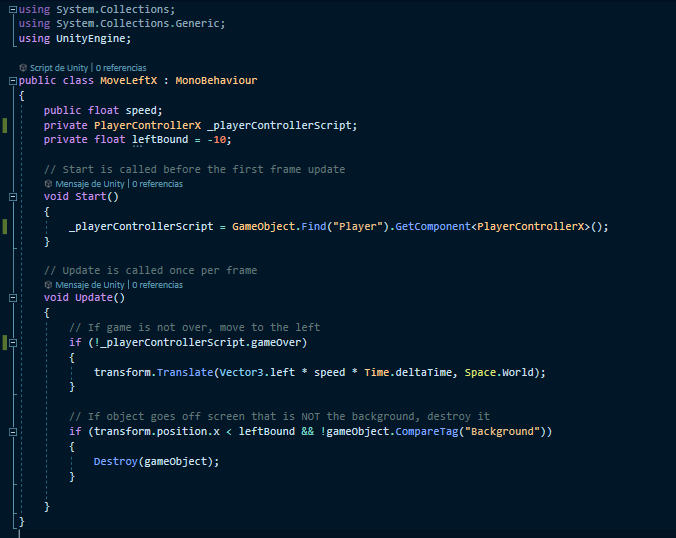 using System.Collections;
using System.Collections.Generic;
using UnityEngine;
Script de Unity | 0 referencias
public class MoveLeftX : MonoBehaviour
{
public float speed;
private PlayerControllerX _playerControllerScript;
private float leftBound = -10;
// Start is called before the first frame update
Mensaje de Unity | 0 referencias
void Start()
{
_playerControllerScript = GameObject.Find("Player").GetComponent<PlayerControllerX>();
}
// Update is called once per frame
Mensaje de Unity | 0 referencias
void Update()
{
// If game is not over, move to the left
if (!_playerControllerScript.gameOver)
{
transform.Translate(Vector3.left * speed * Time.deltaTime, Space.World);
}
// If object goes off screen that is NOT the background, destroy it
if (transform.position.x < leftBound && !gameObject.CompareTag("Background"))
{
Destroy(gameObject);
}
}
}